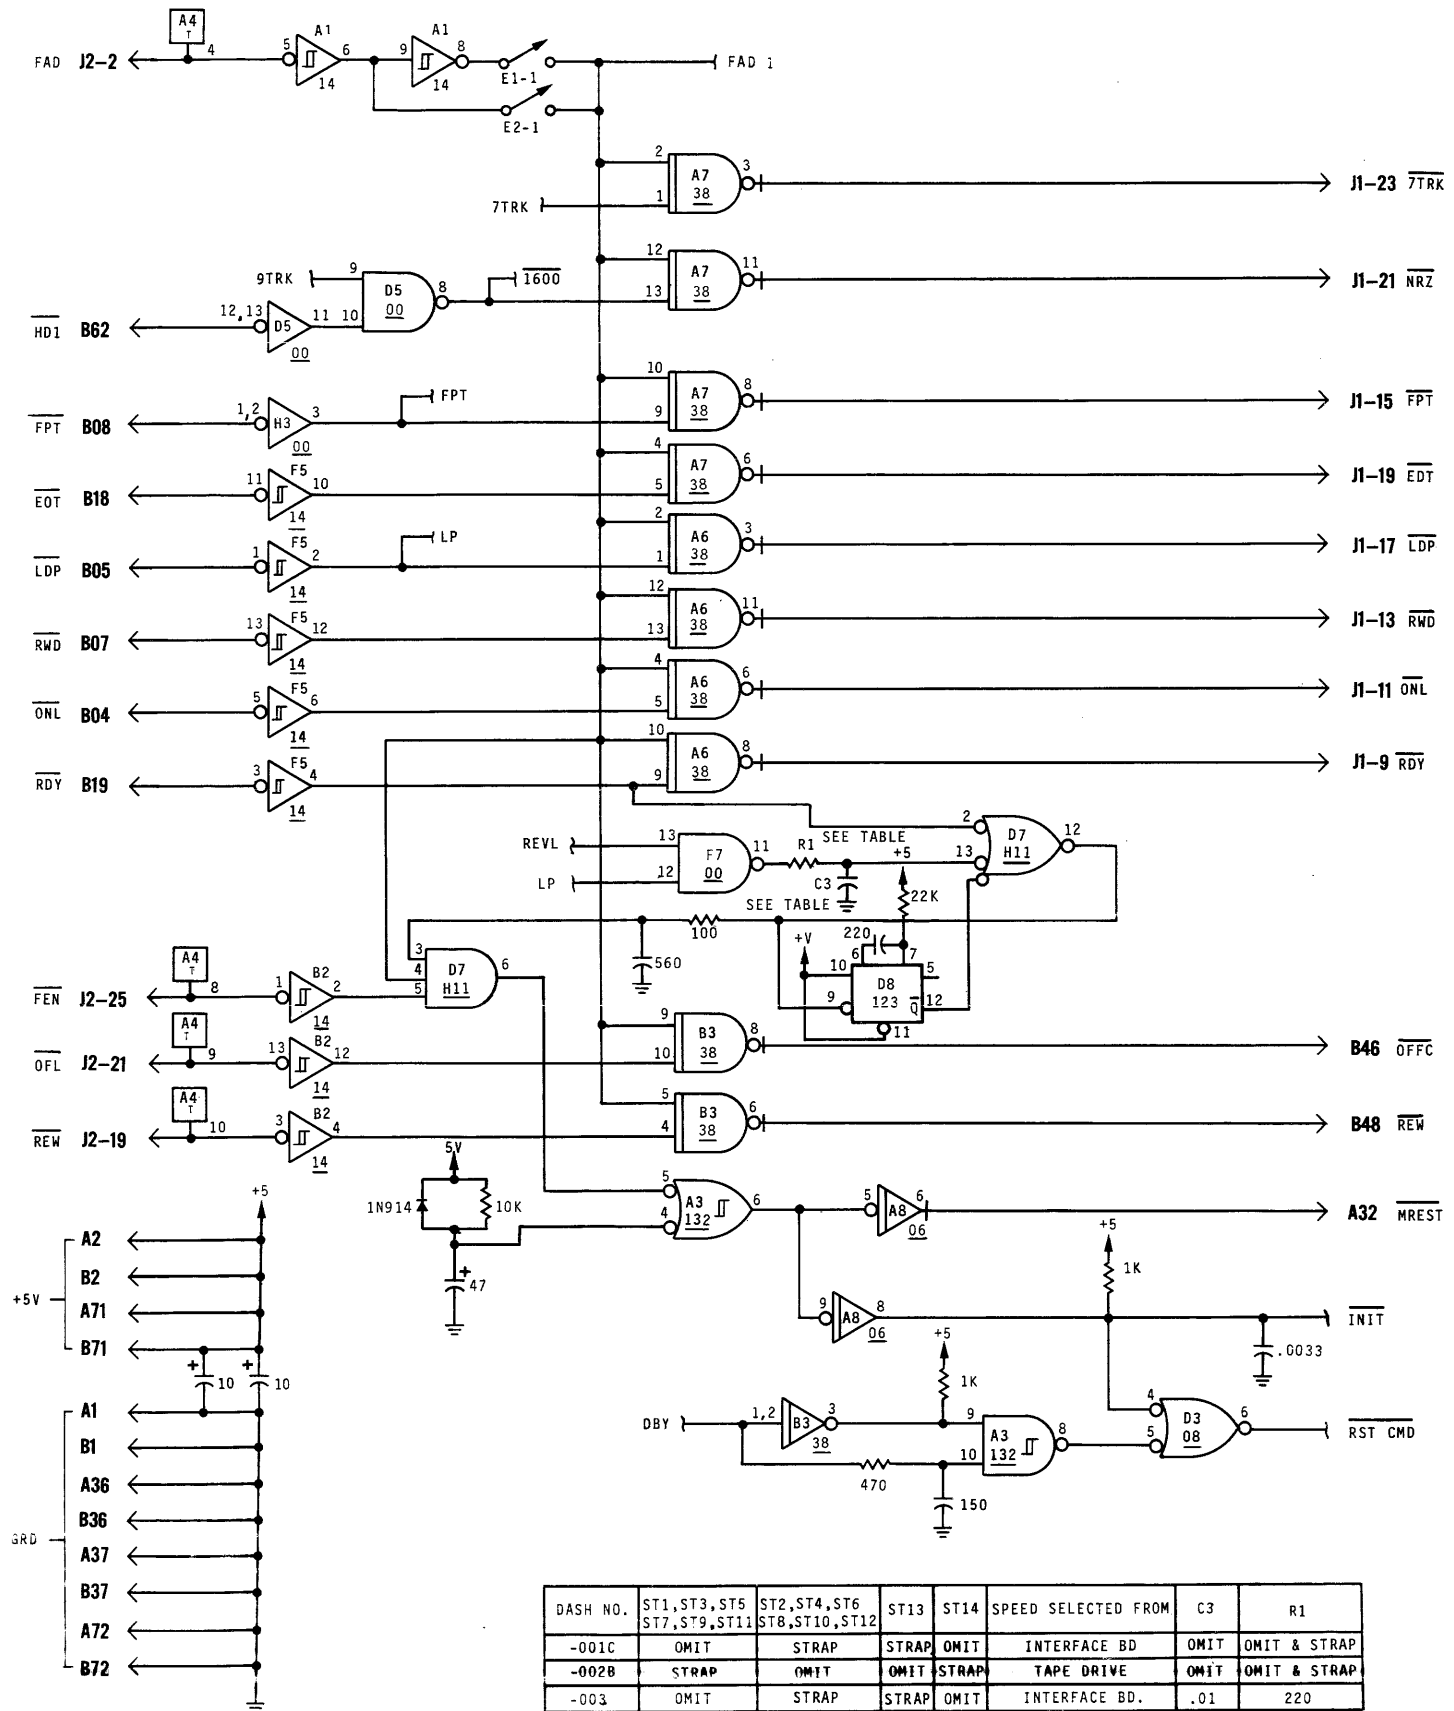 A4
T
4
FAD J2-2
5
A1
6
14
9
A1
8
14
E1-1
E2-1
FAD 1
2
1
A7
38
3
7TRK
J1-23 7TRK
9TRK
9
10
D5
00
8
1600
12
13
A7
38
11
J1-21 NRZ
HD1 B62
12,13
D5
11
00
10
9
A7
38
8
J1-15 FPT
FPT B08
1,2
H3
3
00
FPT
4
5
A7
38
6
J1-19 EDT
EOT B18
11
F5
10
14
2
1
A6
38
3
J1-17 LDP
LDP B05
1
F5
2
14
LP
12
13
A6
38
11
J1-13 RWD
RWD B07
13
F5
12
14
4
5
A6
38
6
J1-11 ONL
ONL B04
5
F5
6
14
10
9
A6
38
8
J1-9 RDY
RDY B19
3
F5
4
14
REVL
13
LP
12
F7
00
11
R1
SEE TABLE
C3
SEE TABLE
2
13
D7
H11
12
+5
22K
220
+V
6
7
10
9
D8
123
5
Q
12
11
100
560
3
4
5
D7
H11
6
A4
T
8
FEN J2-25
1
B2
2
14
A4
T
9
OFL J2-21
13
B2
12
14
9
10
B3
38
8
B46 OFFC
A4
T
10
REW J2-19
3
B2
4
14
5
4
B3
38
6
B48 REW
5V
1N914
10K
47
5
4
A3
132
6
5
A8
6
06
A32 MREST
9
A8
8
06
+5
1K
INIT
.0033
DBY
1,2
B3
3
38
+5
1K
470
150
9
10
A3
132
8
4
5
D3
08
6
RST CMD
+5
+5V
A2
B2
A71
B71
10
10
GRD
A1
B1
A36
B36
A37
B37
A72
B72
DASH NO. ST1,ST3,ST5 ST7,ST9,ST11 ST2,ST4,ST6 ST8,ST10,ST12 ST13 ST14 SPEED SELECTED FROM C3 R1
-001C OMIT STRAP STRAP OMIT INTERFACE BD OMIT OMIT & STRAP
-002B STRAP OMIT OMIT STRAP TAPE DRIVE OMIT OMIT & STRAP
-003 OMIT STRAP STRAP OMIT INTERFACE BD. .01 220